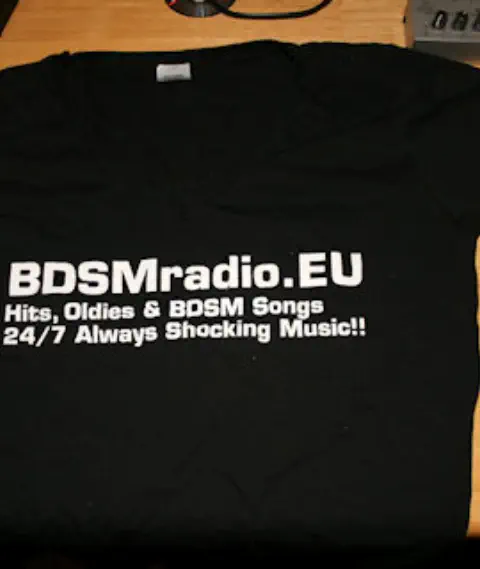 BDSMradio.EU
Hits, Oldies & BDSM Songs
24/7 Always Shocking Music!!